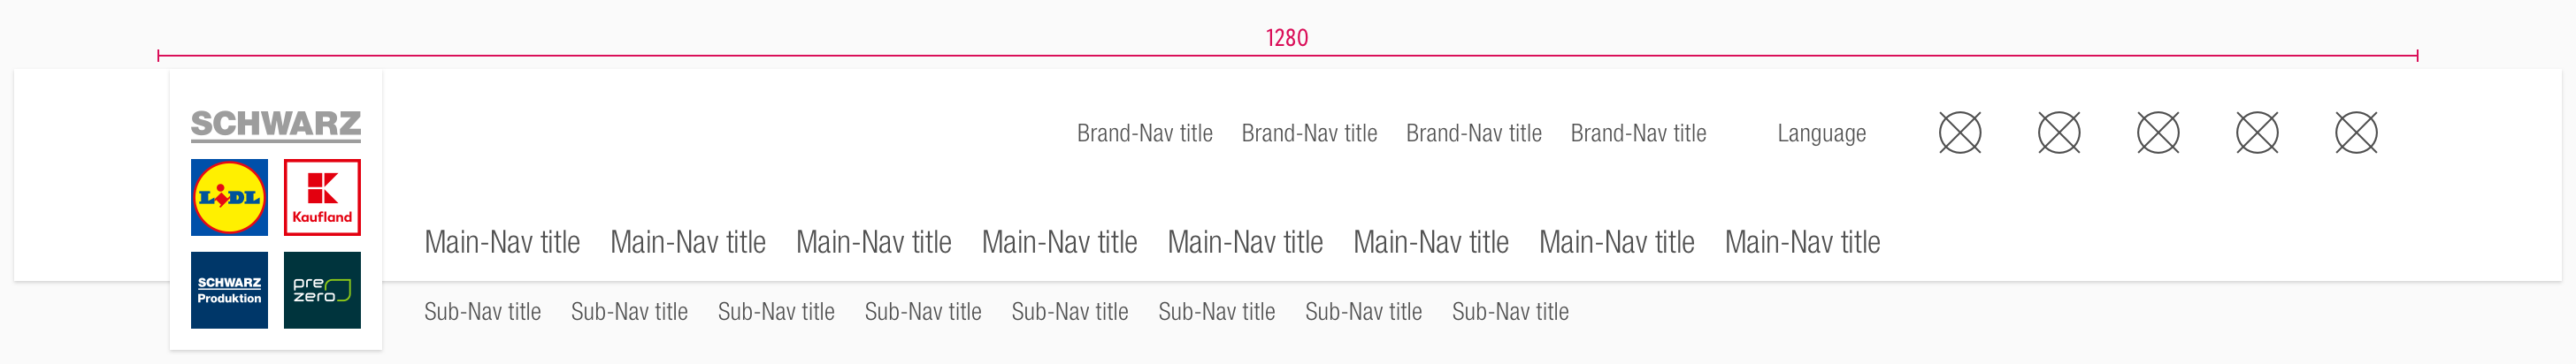 1280
SCHWARZ
LiDL
Kaufland
SCHWARZ
Produktion
pre
zero
Brand-Nav title Brand-Nav title Brand-Nav title Brand-Nav title Language
Main-Nav title Main-Nav title Main-Nav title Main-Nav title Main-Nav title Main-Nav title Main-Nav title Main-Nav title
Sub-Nav title Sub-Nav title Sub-Nav title Sub-Nav title Sub-Nav title Sub-Nav title Sub-Nav title Sub-Nav title